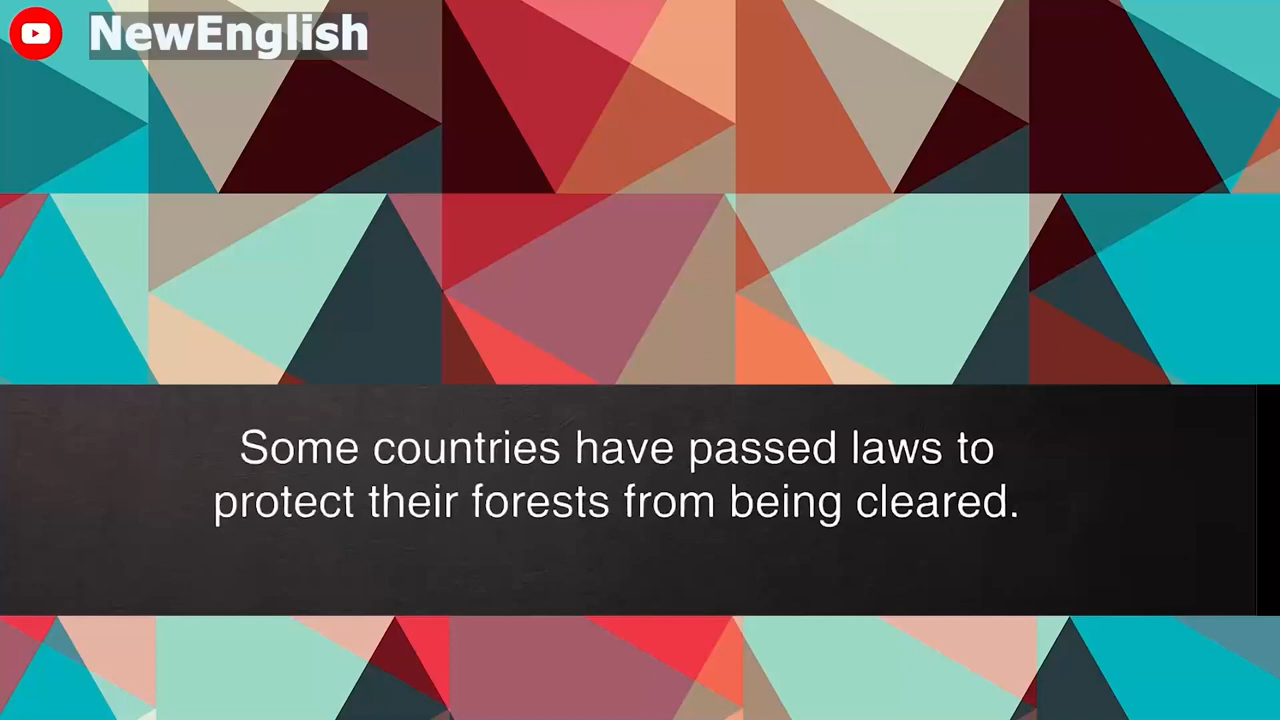 NewEnglish
Some countries have passed laws to
protect their forests from being cleared.